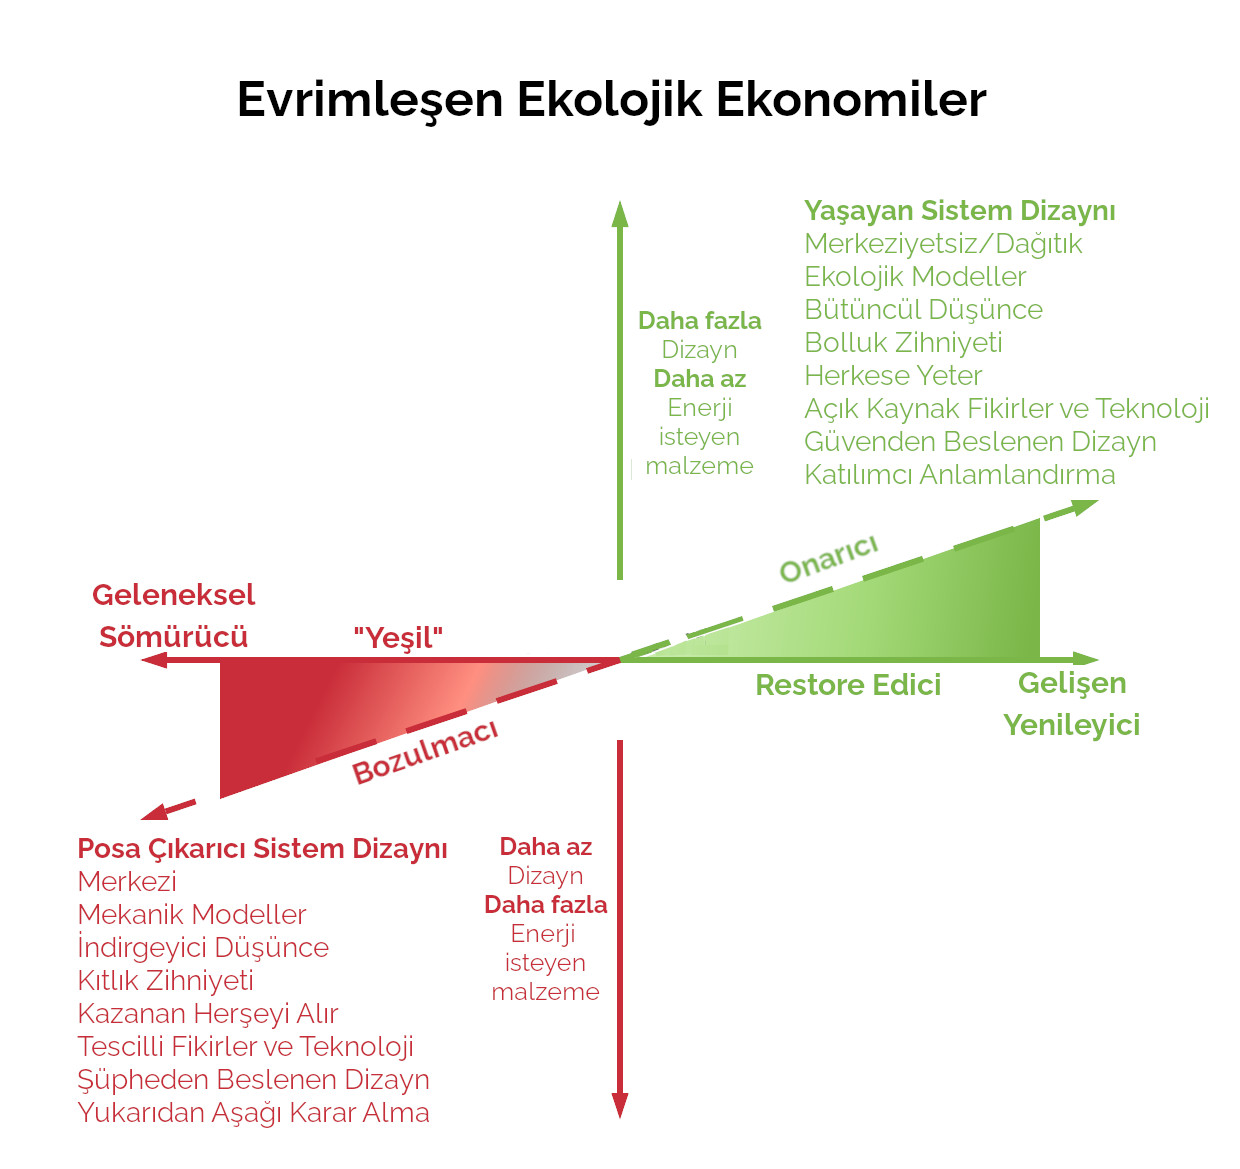 Evrimleşen Ekolojik Ekonomiler
Yaşayan Sistem Dizaynı
Merkeziyetsiz/Dağıtık
Ekolojik Modeller
Bütüncül Düşünce
Bolluk Zihniyeti
Herkese Yeter
Açık Kaynak Fikirler ve Teknoloji
Güvenden Beslenen Dizayn
Katılımcı Anlamlandırma
Daha fazla
Dizayn
Daha az
Enerji
isteyen
malzeme
Onarıcı
Geleneksel
Sömürücü
"Yeşil"
Restore Edici
Gelişen
Yenileyici
Bozulmacı
Posa Çıkarıcı Sistem Dizaynı
Merkezi
Mekanik Modeller
İndirgeyici Düşünce
Kıtlık Zihniyeti
Kazanan Herşeyi Alır
Tescilli Fikirler ve Teknoloji
Şüpheden Beslenen Dizayn
Yukarıdan Aşağı Karar Alma
Daha az
Dizayn
Daha fazla
Enerji
isteyen
malzeme